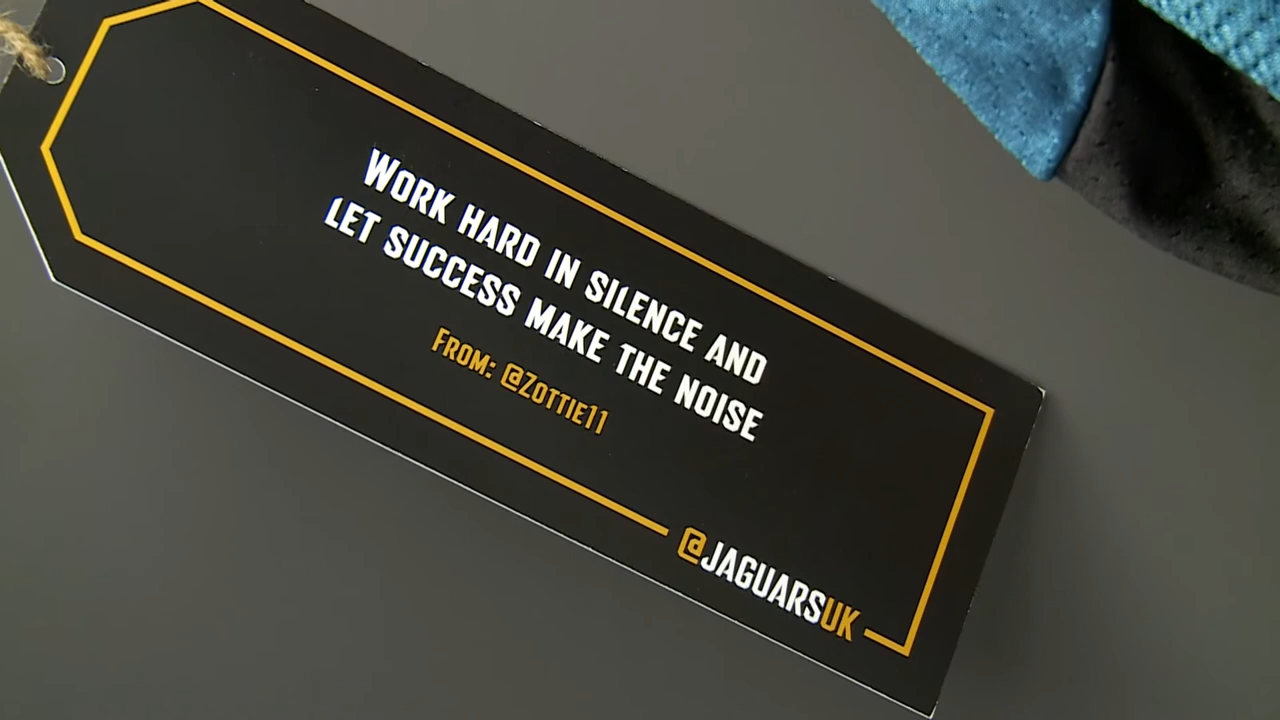 Work hard in silence and
let success make the noise
From: @Zottie11
@JAGUARSUK